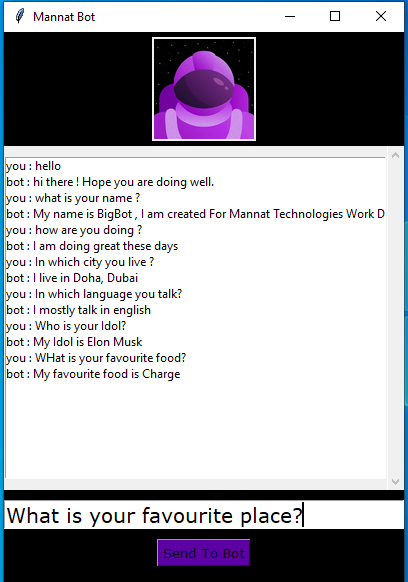 Mannat Bot
you : hello
bot : hi there ! Hope you are doing well.
you : what is your name ?
bot : My name is BigBot , I am created For Mannat Technologies Work D
you : how are you doing ?
bot : I am doing great these days
you : In which city you live ?
bot : I live in Doha, Dubai
you : In which language you talk?
bot : I mostly talk in english
you : Who is your Idol?
bot : My Idol is Elon Musk
you : WHat is your favourite food?
bot : My favourite food is Charge
What is your favourite place?
Send To Bot